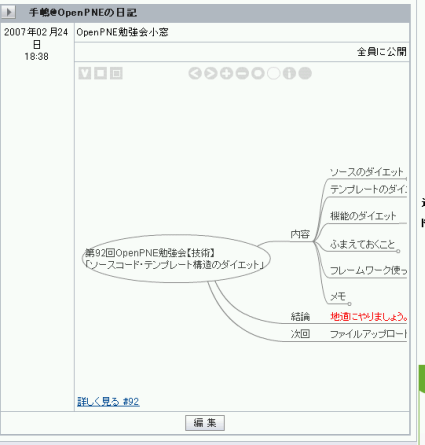 手嶋@OpenPNEの日記
2007年02月24
日
18:38
OpenPNE勉強会小窓
全員に公開
ソースのダイエット
テンプレートのダイ
機能のダイエット
内容
ふまえておくこと
フレームワーク使っ
メモ
第92回OpenPNE勉強会【技術】
「ソースコード・テンプレート構造のダイエット」
結論 地道にやりましょう。
次回 ファイルアップロー
詳しく見る #92
編 集